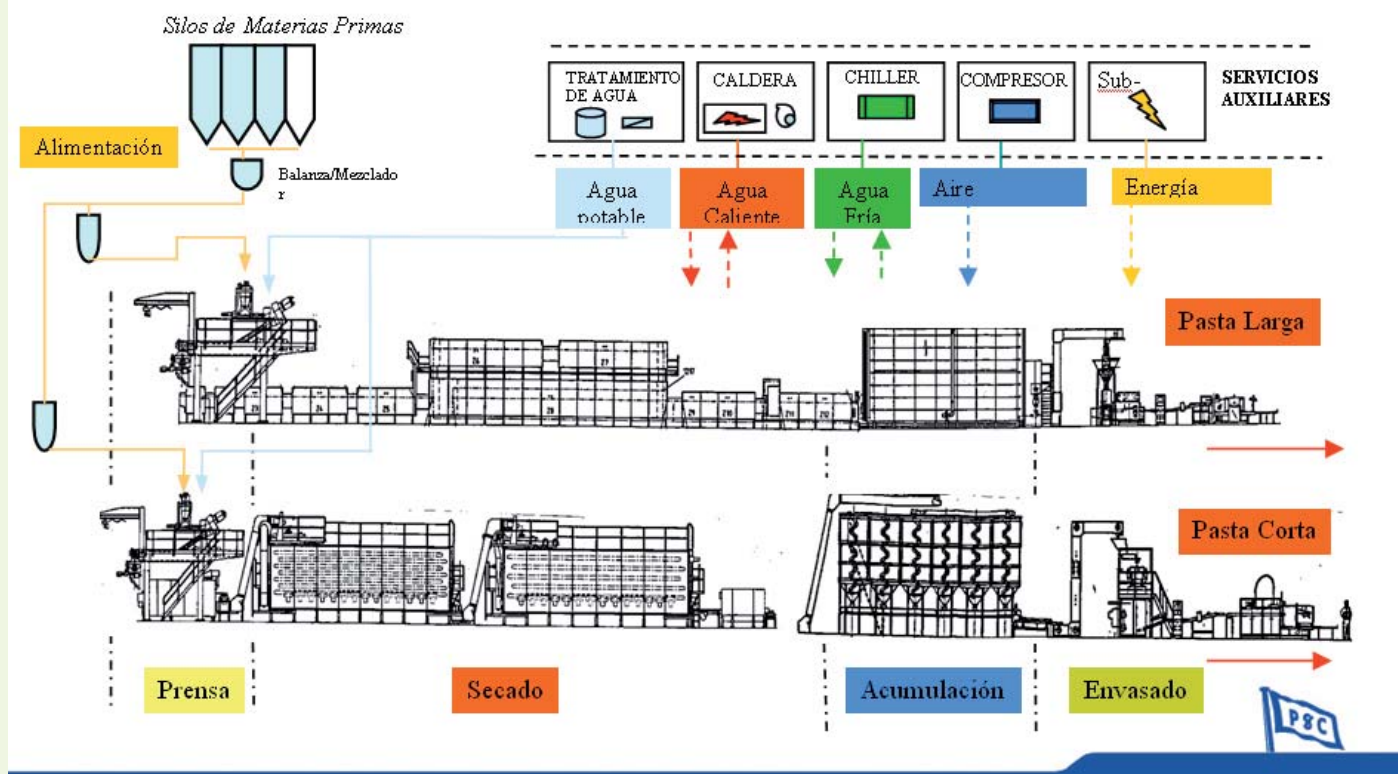 Silos de Materias Primas
Alimentación
Balanza/Mezclado
r
TRATAMIENTO
DE AGUA
CALDERA
CHILLER
COMPRESOR
Sub-
SERVICIOS
AUXILIARES
Agua
potable
Agua
Caliente
Agua
Fría
Aire
Energía
Pasta Larga
Pasta Corta
Prensa
Secado
Acumulación
Envasado
PSC